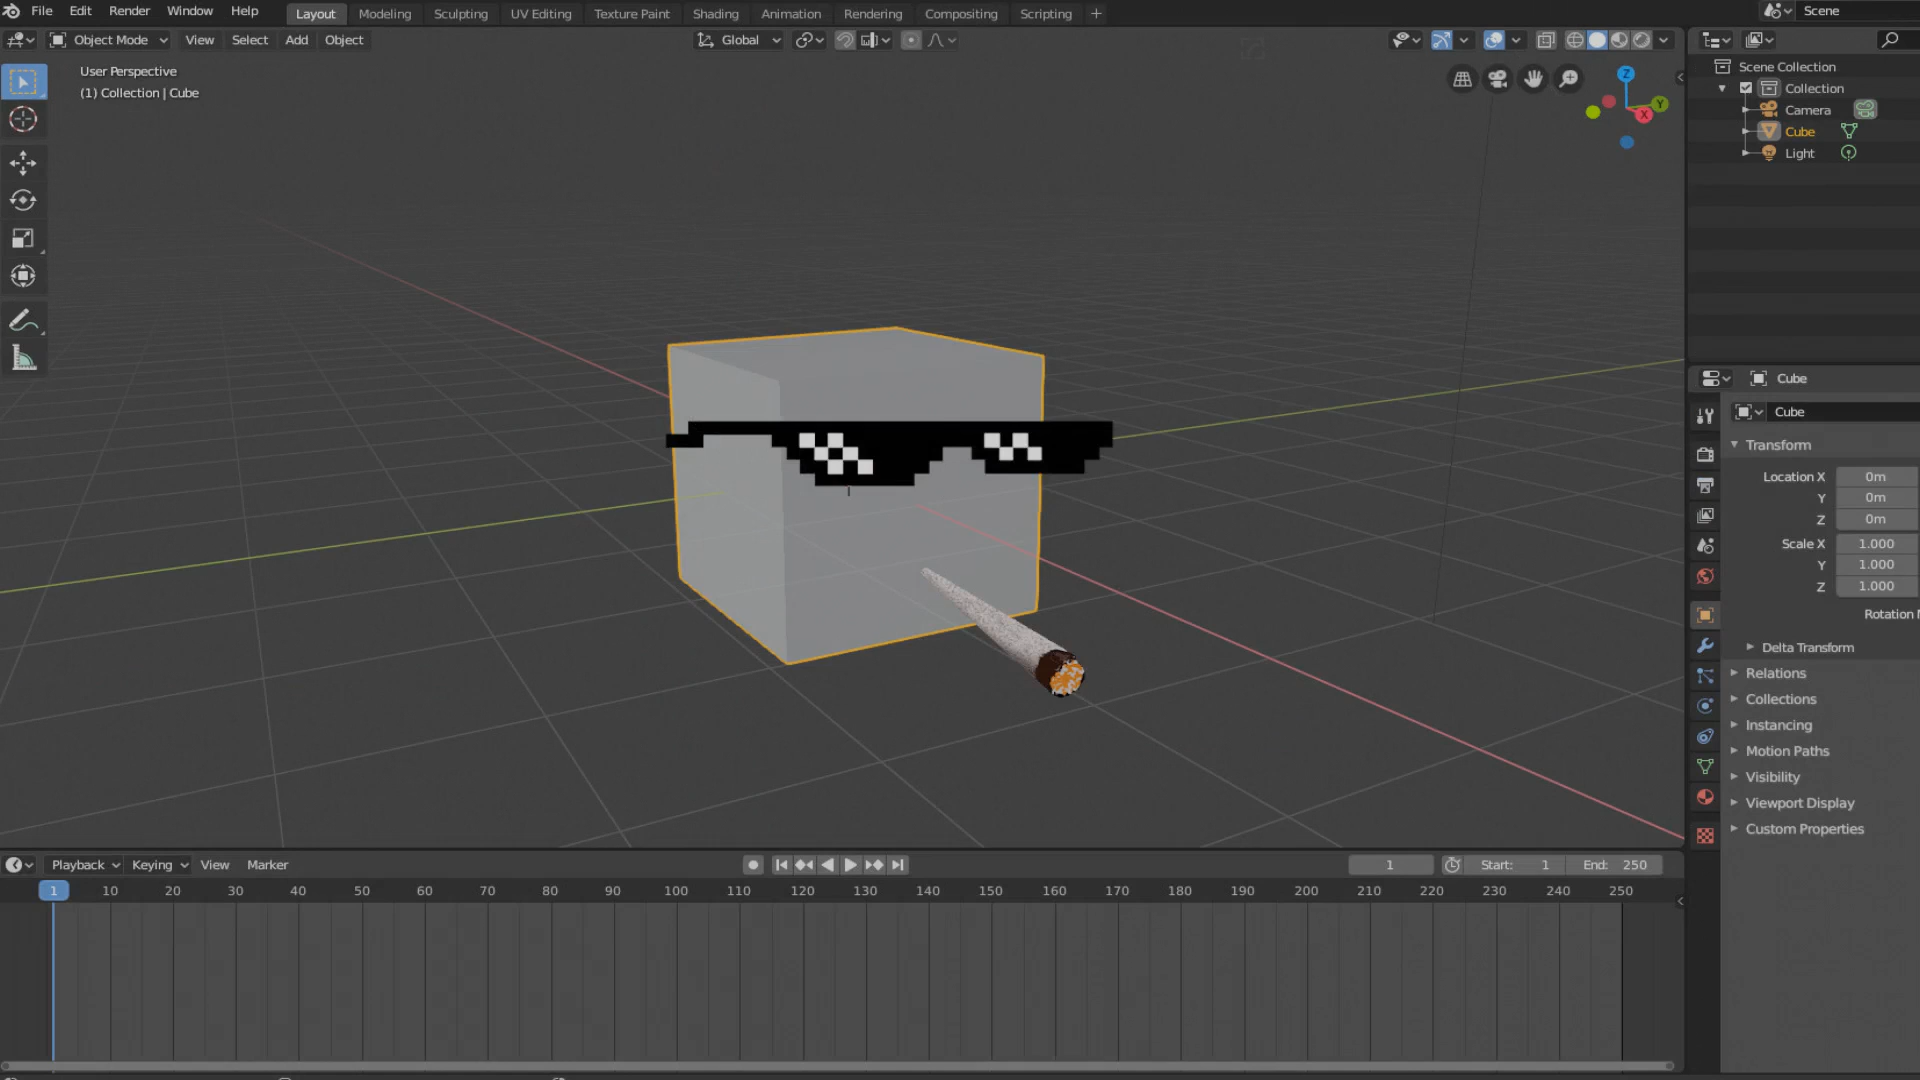 File Edit Render Window Help Layout Modeling Sculpting UV Editing Texture Paint Shading Animation Rendering Compositing Scripting + Scene
Object Mode View Select Add Object Global
User Perspective
(1) Collection | Cube
Z
Y
X
Scene Collection
Collection
Camera
Cube
Light
Cube
Cube
Transform
Location X 0m
Y 0m
Z 0m
Scale X 1.000
Y 1.000
Z 1.000
Rotation
Delta Transform
Relations
Collections
Instancing
Motion Paths
Visibility
Viewport Display
Custom Properties
Playback Keying View Marker 1 Start: 1 End: 250
1 10 20 30 40 50 60 70 80 90 100 110 120 130 140 150 160 170 180 190 200 210 220 230 240 250